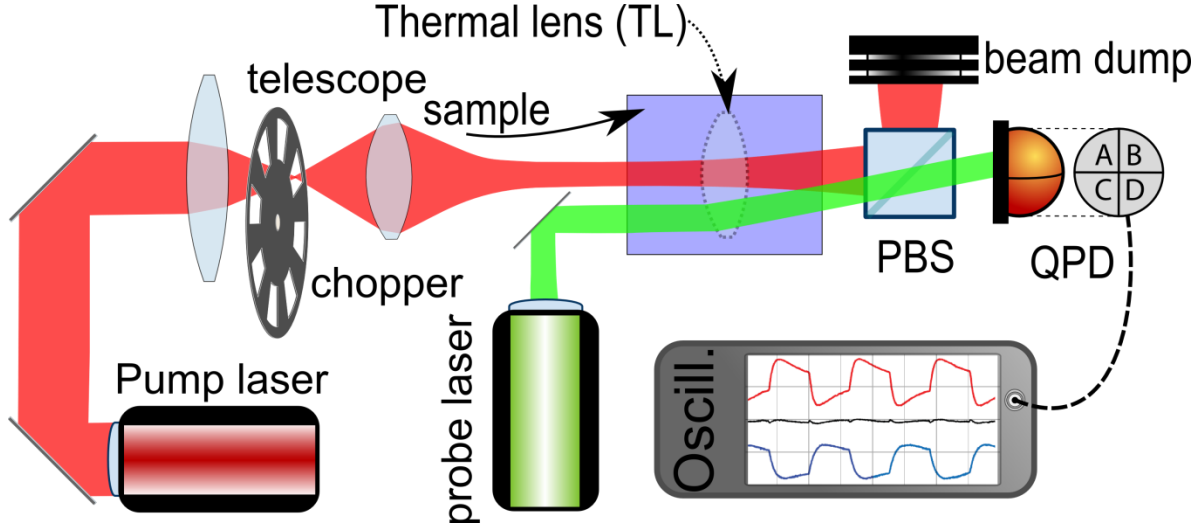 Thermal lens (TL)
telescope
sample
beam dump
A B
C D
chopper
PBS
QPD
Pump laser
probe laser
Oscill.